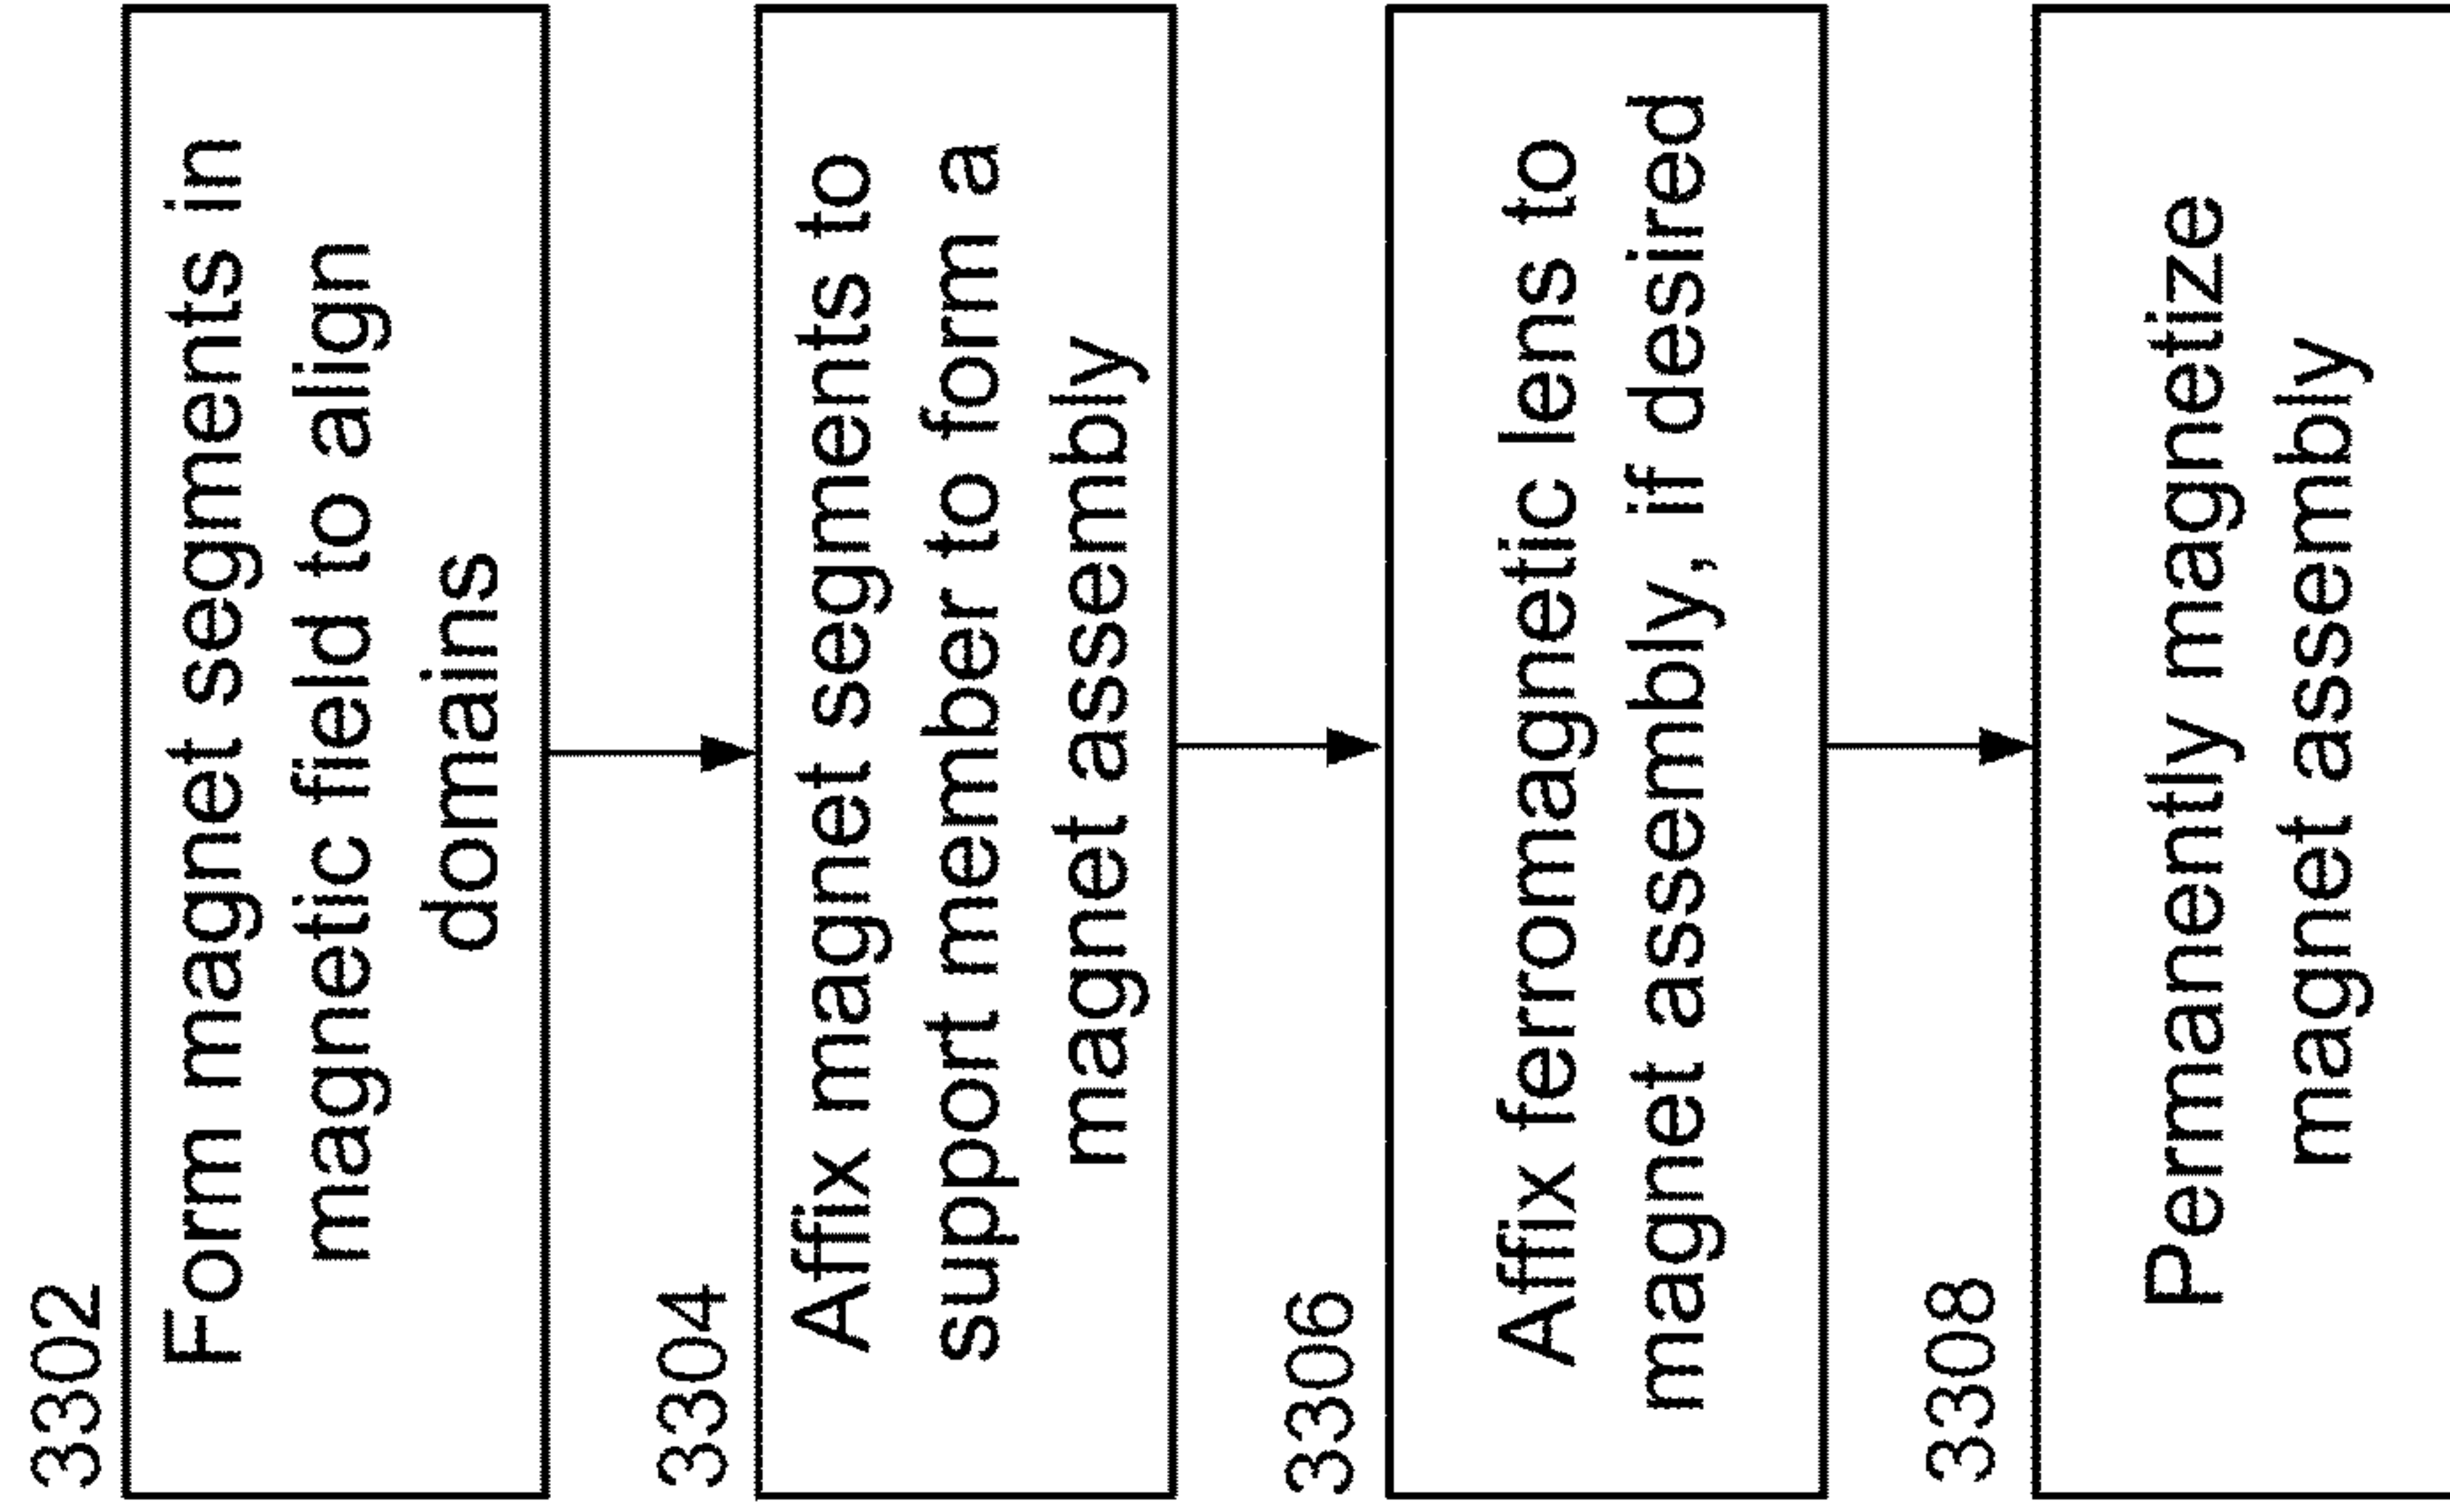 3302
Form magnet segments in
magnetic field to align
domains
3304
Affix magnet segments to
support member to form a
magnet assembly
3306
Affix ferromagnetic lens to
magnet assembly, if desired
3308
Permanently magnetize
magnet assembly